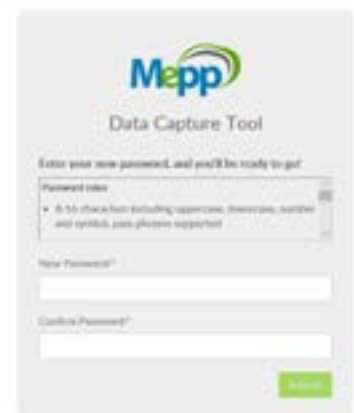 Mepp
Data Capture Tool
Enter your new password, and you'll be ready to go!
Password rules
• 8-16 characters including uppercase, lowercase, number
and symbol, pass phrases supported
New Password*
Confirm Password*
Submit